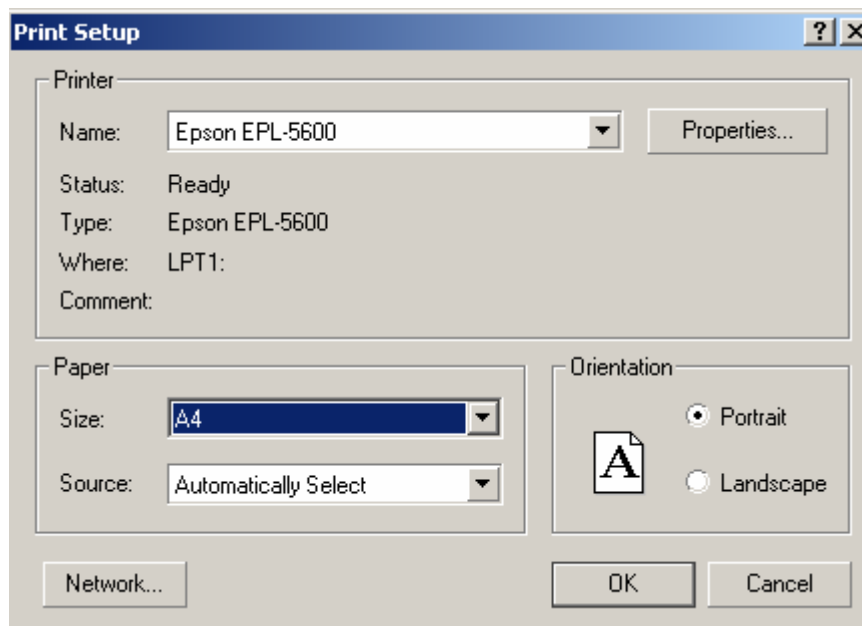 Print Setup
Printer
Name: Epson EPL-5600 Properties...
Status: Ready
Type: Epson EPL-5600
Where: LPT1:
Comment:
Paper
Size: A4
Source: Automatically Select
Orientation
A
Portrait
Landscape
Network... OK Cancel